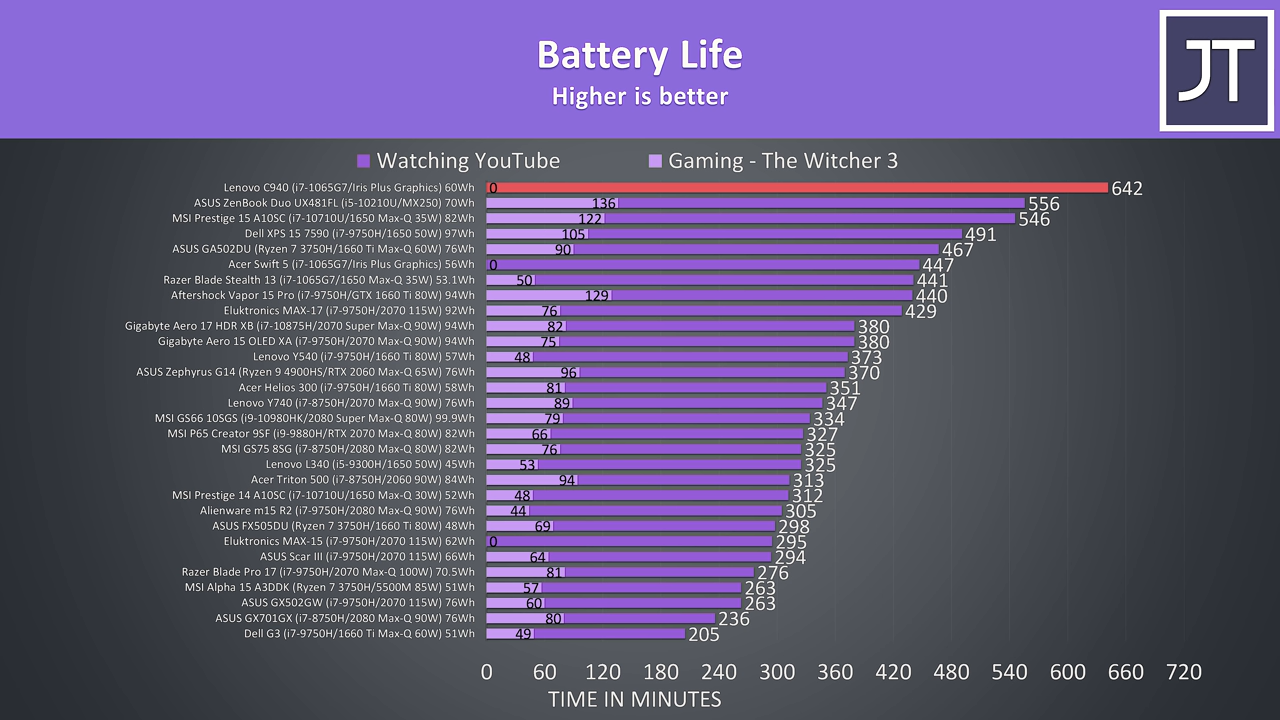 Battery Life
Higher is better
JT
Watching YouTube Gaming - The Witcher 3
Lenovo C940 (i7-1065G7/Iris Plus Graphics) 60Wh 0 642
ASUS ZenBook Duo UX481FL (i5-10210U/MX250) 70Wh 136 556
MSI Prestige 15 A10SC (i7-10710U/1650 Max-Q 35W) 82Wh 122 546
Dell XPS 15 7590 (i7-9750H/1650 50W) 97Wh 105 491
ASUS GA502DU (Ryzen 7 3750H/1660 Ti Max-Q 60W) 76Wh 90 467
Acer Swift 5 (i7-1065G7/Iris Plus Graphics) 56Wh 0 447
Razer Blade Stealth 13 (i7-1065G7/1650 Max-Q 35W) 53.1Wh 50 441
Aftershock Vapor 15 Pro (i7-9750H/GTX 1660 Ti 80W) 94Wh 129 440
Eluktronics MAX-17 (i7-9750H/2070 115W) 92Wh 76 429
Gigabyte Aero 17 HDR XB (i7-10875H/2070 Super Max-Q 90W) 94Wh 82 380
Gigabyte Aero 15 OLED XA (i7-9750H/2070 Max-Q 90W) 94Wh 75 380
Lenovo Y540 (i7-9750H/1660 Ti 80W) 57Wh 48 373
ASUS Zephyrus G14 (Ryzen 9 4900HS/RTX 2060 Max-Q 65W) 76Wh 96 370
Acer Helios 300 (i7-9750H/1660 Ti 80W) 58Wh 81 351
Lenovo Y740 (i7-8750H/2070 Max-Q 90W) 76Wh 89 347
MSI GS66 10SGS (i9-10980HK/2080 Super Max-Q 80W) 99.9Wh 79 334
MSI P65 Creator 9SF (i9-9880H/RTX 2070 Max-Q 80W) 82Wh 66 327
MSI GS75 8SG (i7-8750H/2080 Max-Q 80W) 82Wh 76 325
Lenovo L340 (i5-9300H/1650 50W) 45Wh 53 325
Acer Triton 500 (i7-8750H/2060 90W) 84Wh 94 313
MSI Prestige 14 A10SC (i7-10710U/1650 Max-Q 30W) 52Wh 48 312
Alienware m15 R2 (i7-9750H/2080 Max-Q 90W) 76Wh 44 305
ASUS FX505DU (Ryzen 7 3750H/1660 Ti 80W) 48Wh 69 298
Eluktronics MAX-15 (i7-9750H/2070 115W) 62Wh 0 295
ASUS Scar III (i7-9750H/2070 115W) 66Wh 64 294
Razer Blade Pro 17 (i7-9750H/2070 Max-Q 100W) 70.5Wh 81 276
MSI Alpha 15 A3DDK (Ryzen 7 3750H/5500M 85W) 51Wh 57 263
ASUS GX502GW (i7-9750H/2070 115W) 76Wh 60 263
ASUS GX701GX (i7-8750H/2080 Max-Q 90W) 76Wh 80 236
Dell G3 (i7-9750H/1660 Ti Max-Q 60W) 51Wh 49 205
0 60 120 180 240 300 360 420 480 540 600 660 720
TIME IN MINUTES